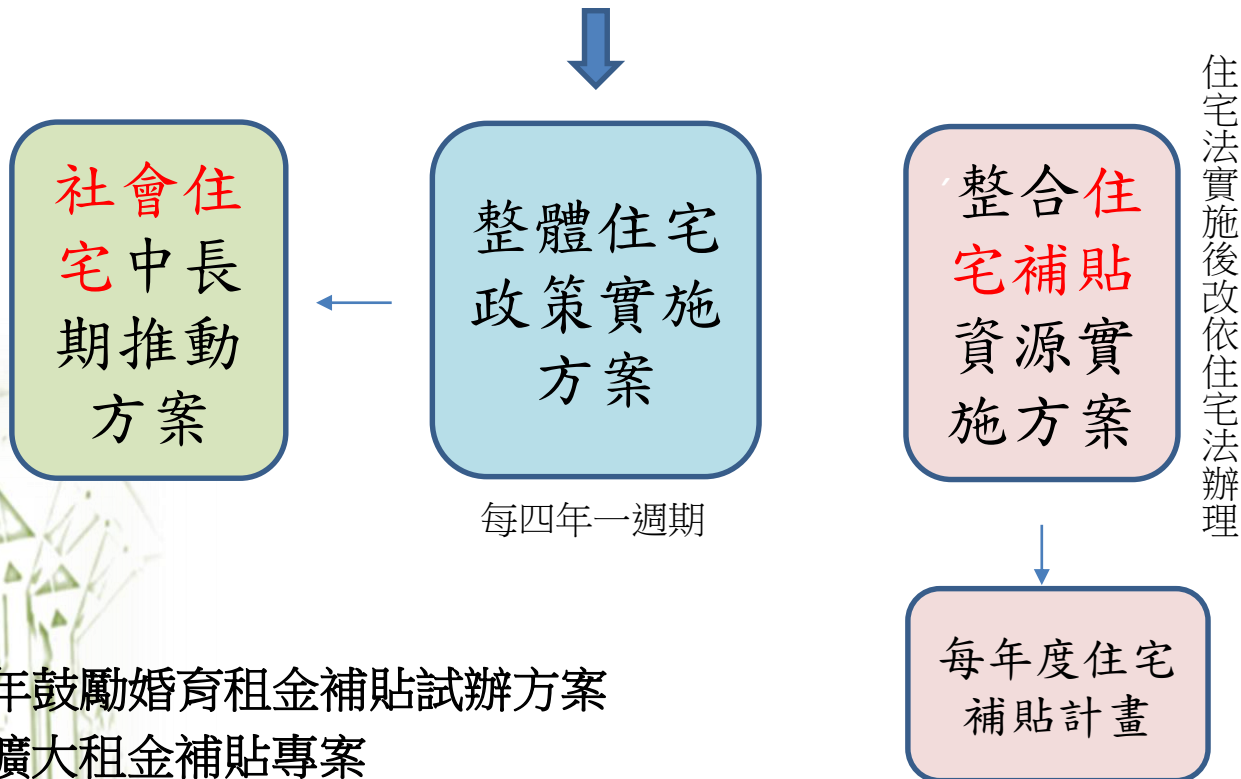 社會住
宅中長
期推動
方案
整體住宅
政策實施
方案
每四年一週期
整合住
宅補貼
資源實
施方案
住宅法實施後改依住宅法辦理
每年度住宅
補貼計畫
年鼓勵婚育租金補貼試辦方案
擴大租金補貼專案